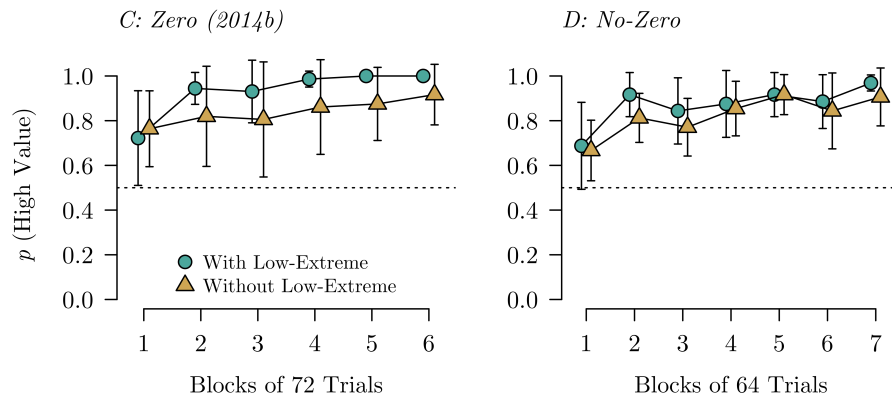 C: Zero (2014b)
D: No-Zero
p (High Value)
1.0
0.8
0.6
0.4
0.2
0.0
With Low-Extreme
Without Low-Extreme
1 2 3 4 5 6
Blocks of 72 Trials
1.0
0.8
0.6
0.4
0.2
0.0
1 2 3 4 5 6 7
Blocks of 64 Trials